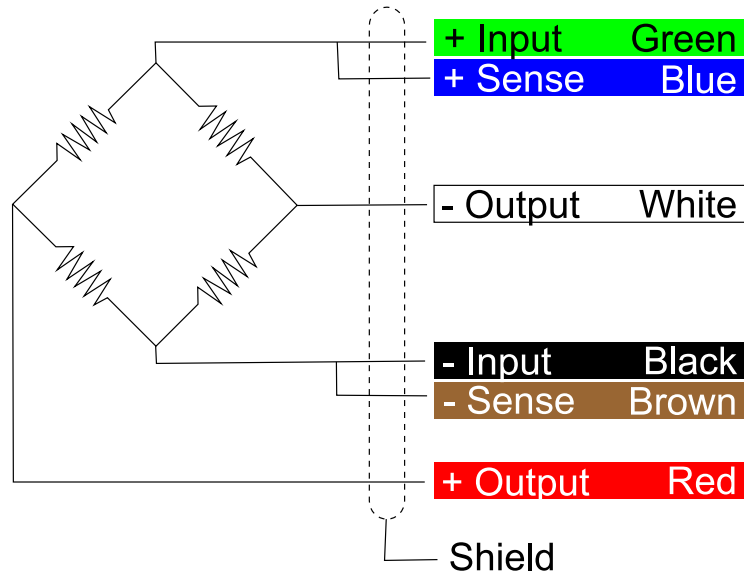 + Input Green
+ Sense Blue
- Output White
- Input Black
- Sense Brown
+ Output Red
Shield